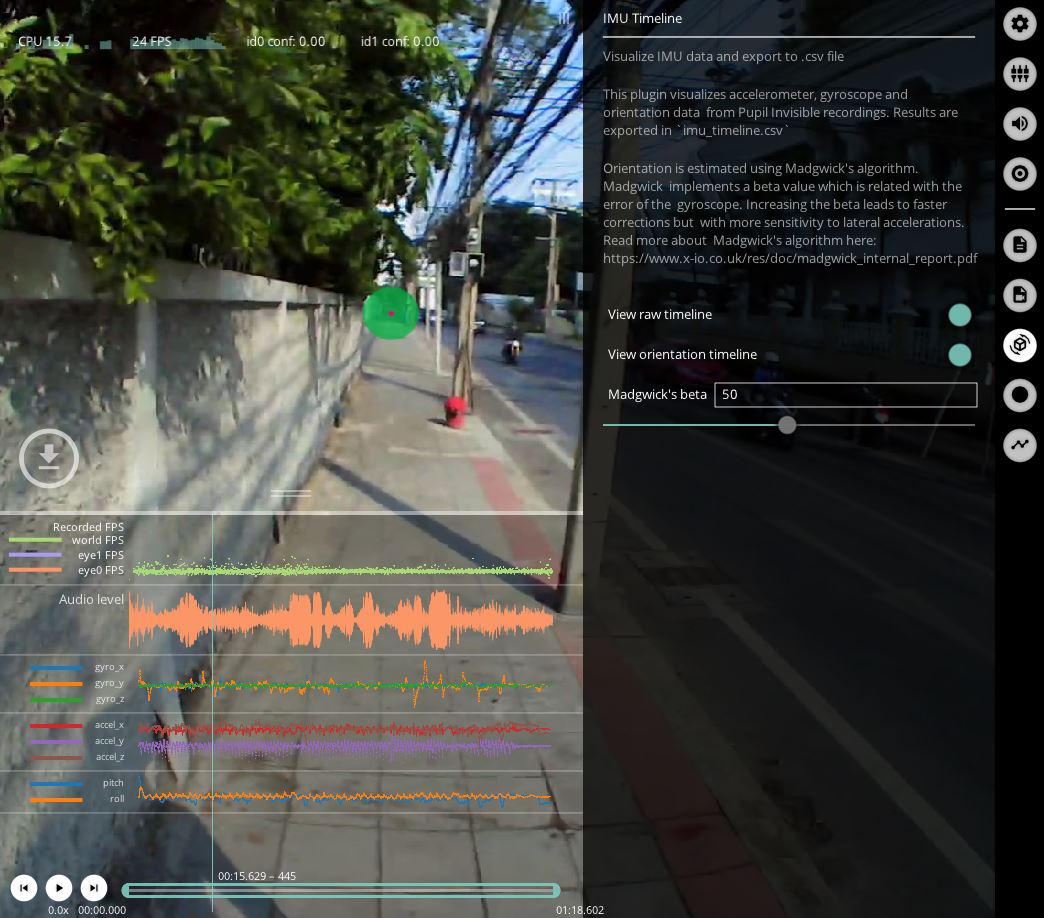 CPU 15.7 24 FPS id0 conf: 0.00 id1 conf: 0.00
Recorded FPS
world FPS
eye1 FPS
eye0 FPS
Audio level
gyro_x
gyro_y
gyro_z
accel_x
accel_y
accel_z
pitch
roll
00:15.629 – 445
0.0x 00:00.000 01:18.602
IMU Timeline
Visualize IMU data and export to .csv file
This plugin visualizes accelerometer, gyroscope and
orientation data from Pupil Invisible recordings. Results are
exported in `imu_timeline.csv`
Orientation is estimated using Madgwick's algorithm.
Madgwick implements a beta value which is related with the
error of the gyroscope. Increasing the beta leads to faster
corrections but with more sensitivity to lateral accelerations.
Read more about Madgwick's algorithm here:
https://www.x-io.co.uk/res/doc/madgwick_internal_report.pdf
View raw timeline
View orientation timeline
Madgwick's beta 50